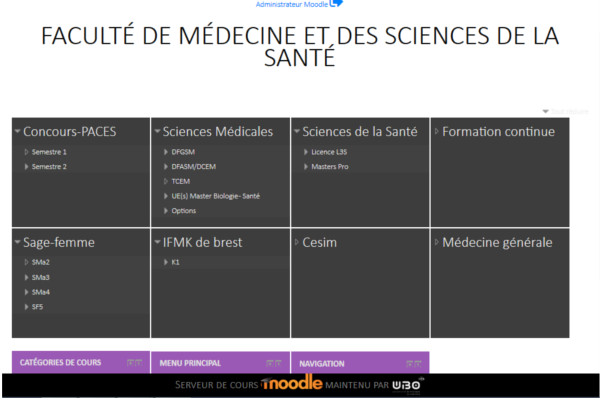 Administrateur Moodle
FACULTÉ DE MÉDECINE ET DES SCIENCES DE LA
SANTÉ
Concours-PACES
Semestre 1
Semestre 2
Sciences Médicales
DFGSM
DFASM/DCEM
TCEM
UE(s) Master Biologie- Santé
Options
Sciences de la Santé
Licence L3S
Masters Pro
Formation continue
Sage-femme
SMa2
SMa3
SMa4
SF5
IFMK de brest
K1
Cesim
Médecine générale
CATÉGORIES DE COURS
MENU PRINCIPAL
NAVIGATION
SERVEUR DE COURS moodle MAINTENU PAR UBO